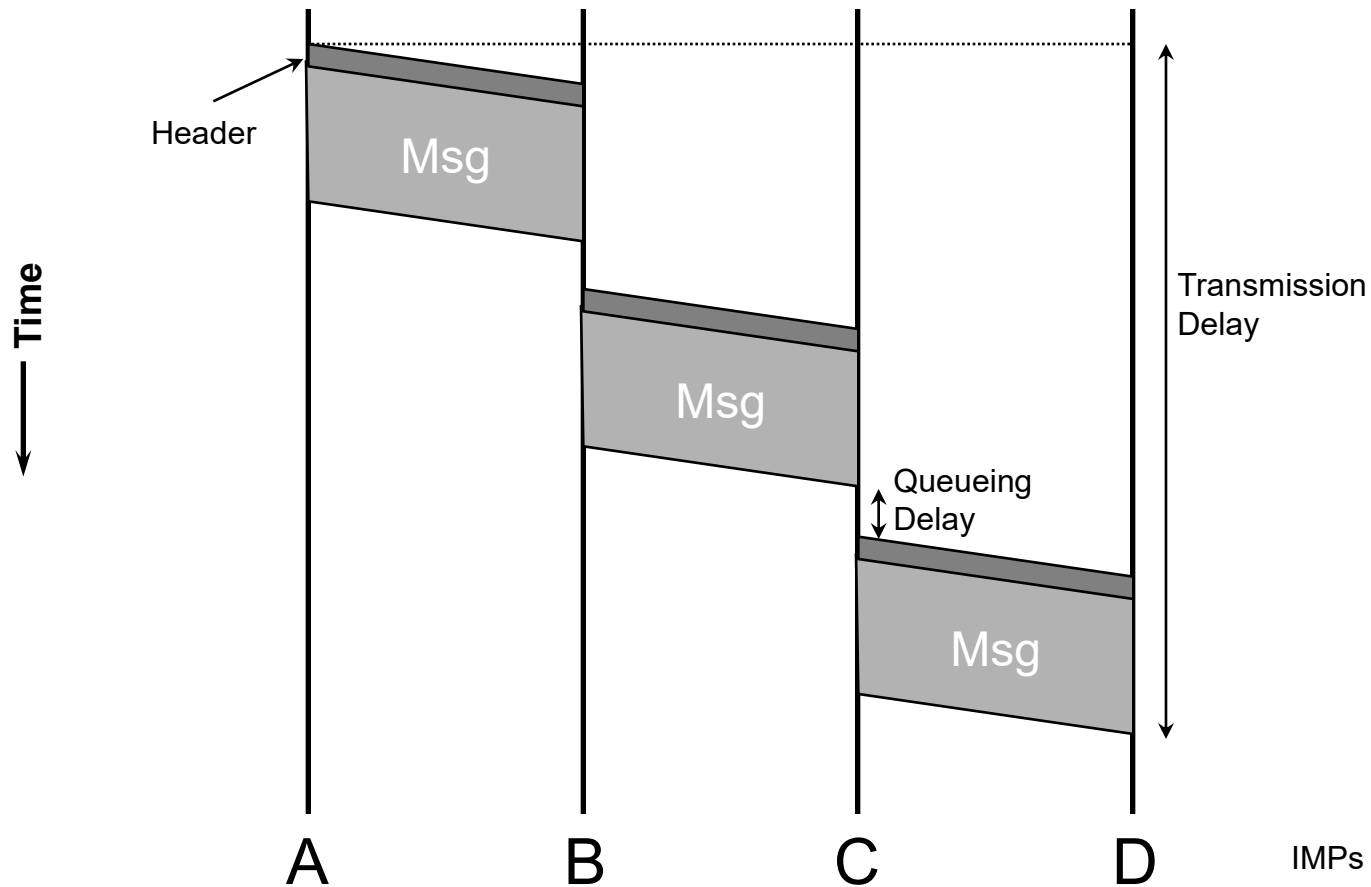 Header
Msg
Time
Transmission
Delay
Msg
Queueing
Delay
Msg
A
B
C
D
IMPs